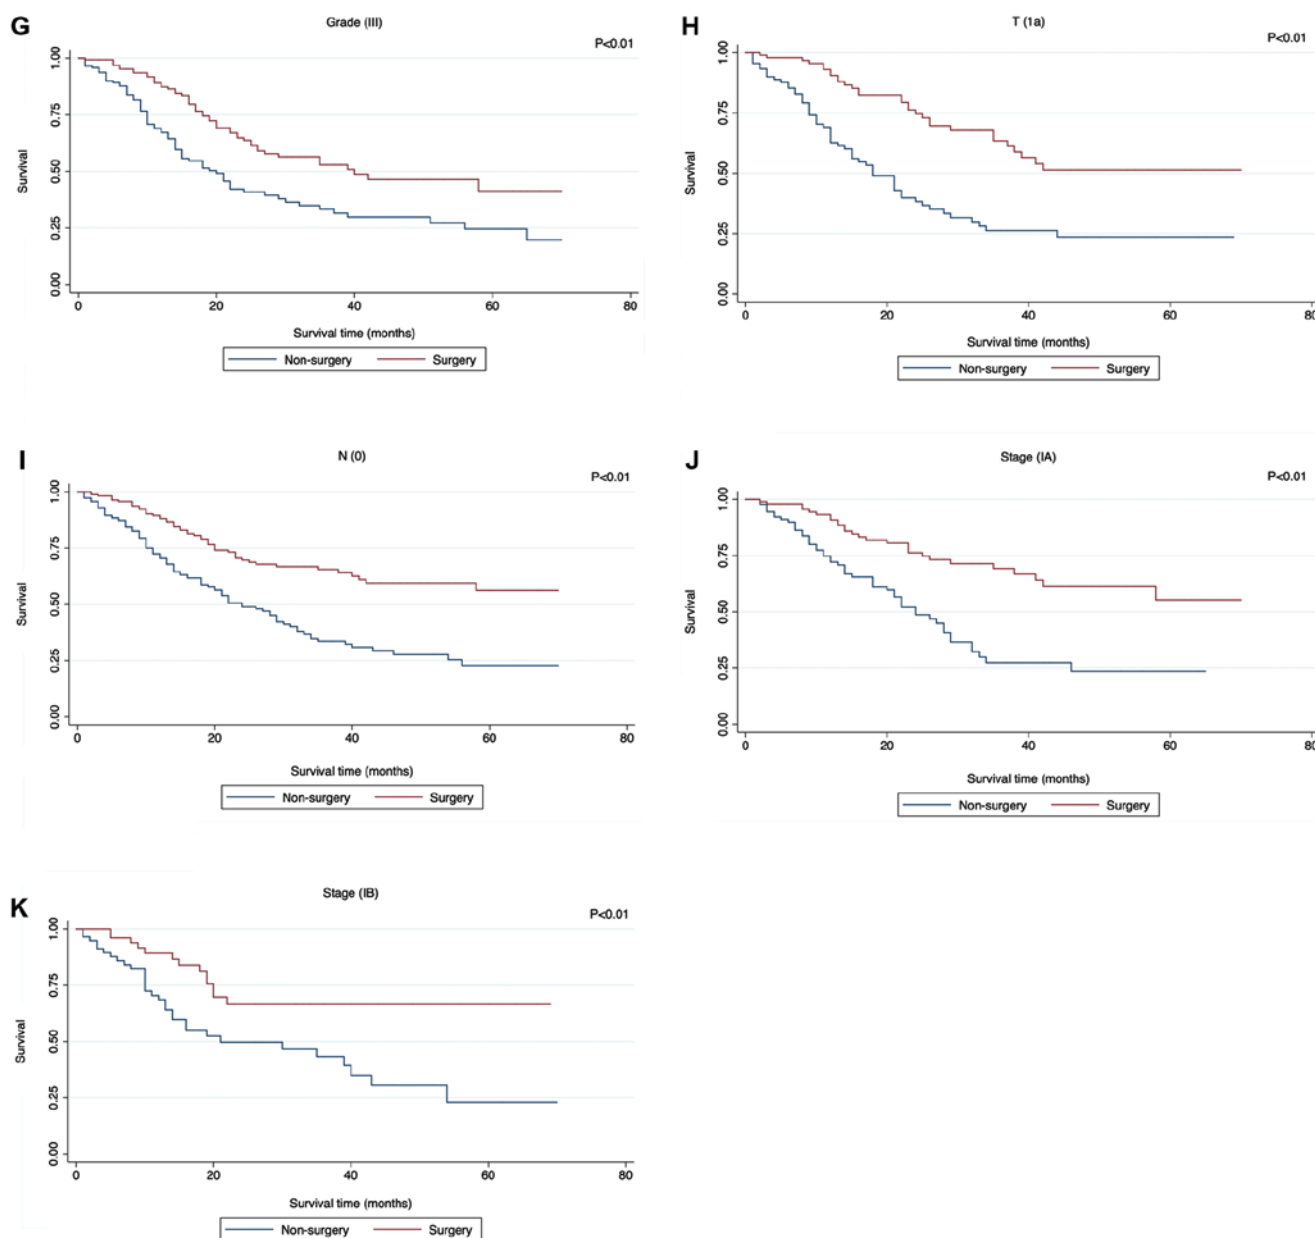 G
Grade (III)
P<0.01
1.00
0.75
0.50
0.25
0.00
Survival
0 20 40 60 80
Survival time (months)
Non-surgery Surgery
H
T (1a)
P<0.01
1.00
0.75
0.50
0.25
0.00
Survival
0 20 40 60 80
Survival time (months)
Non-surgery Surgery
I
N (0)
P<0.01
1.00
0.75
0.50
0.25
0.00
Survival
0 20 40 60 80
Survival time (months)
Non-surgery Surgery
J
Stage (IA)
P<0.01
1.00
0.75
0.50
0.25
0.00
Survival
0 20 40 60 80
Survival time (months)
Non-surgery Surgery
K
Stage (IB)
P<0.01
1.00
0.75
0.50
0.25
0.00
Survival
0 20 40 60 80
Survival time (months)
Non-surgery Surgery